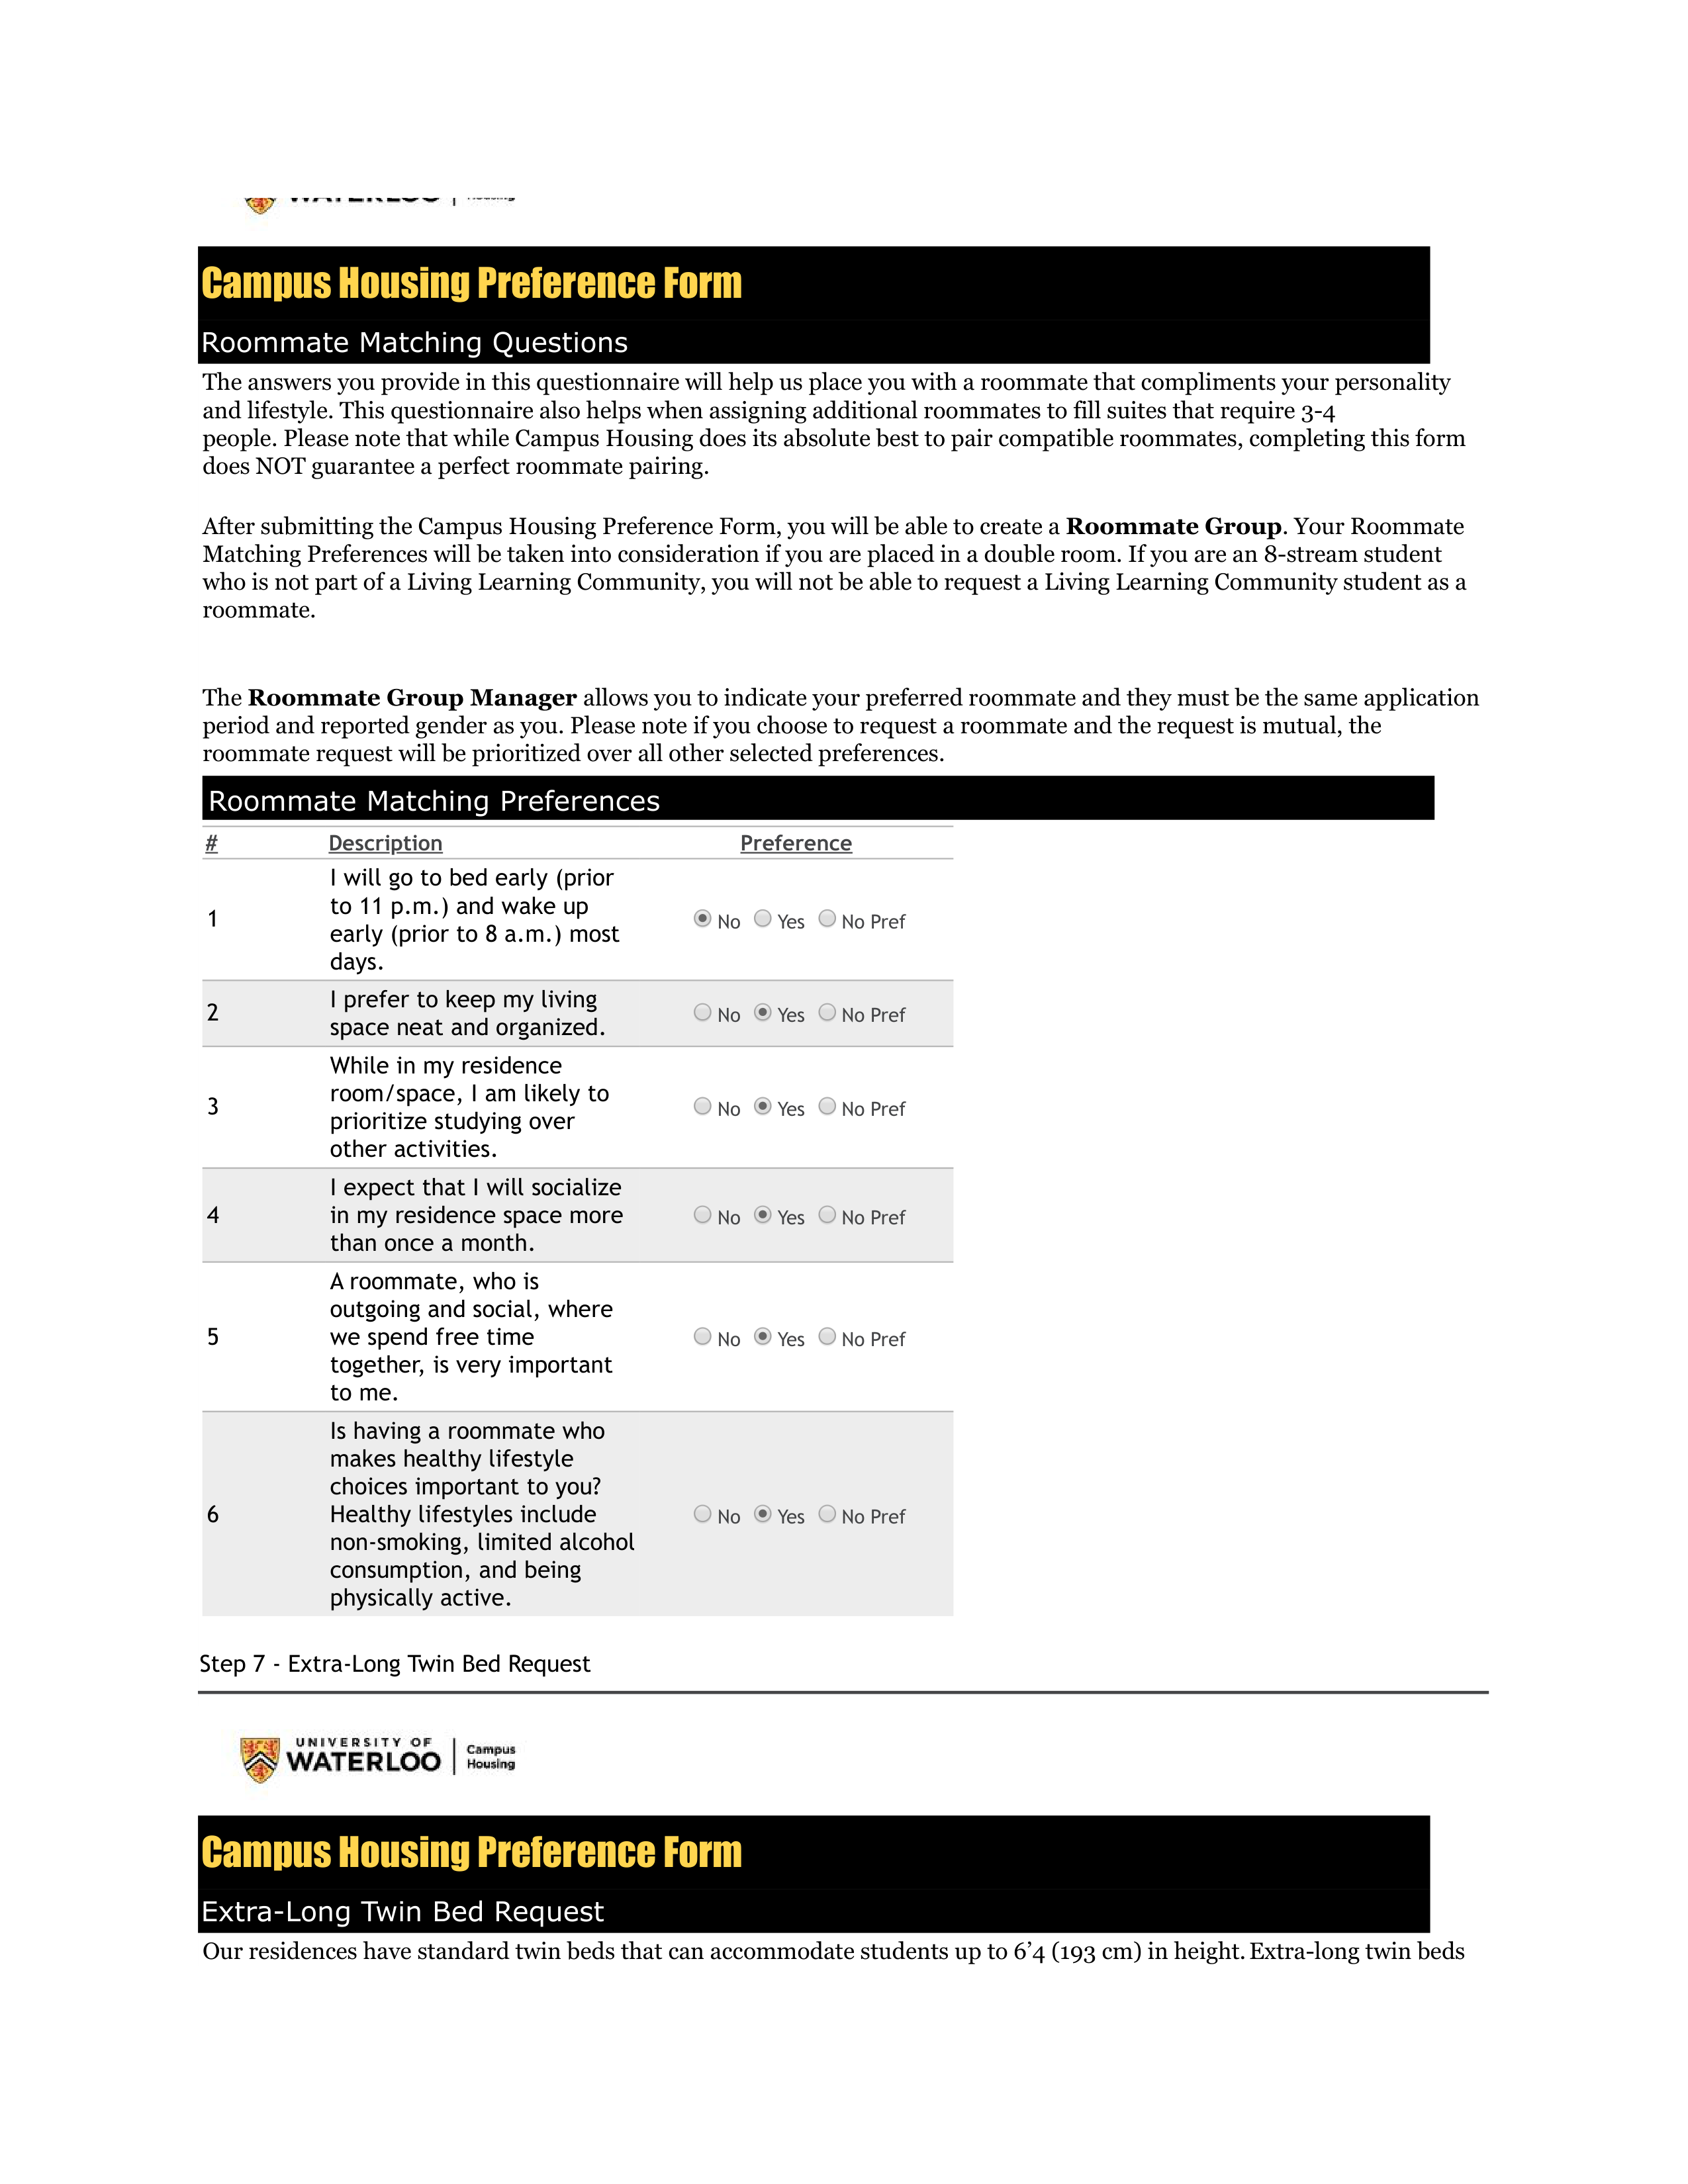 WATERLOO | Housing
Campus Housing Preference Form
Roommate Matching Questions
The answers you provide in this questionnaire will help us place you with a roommate that compliments your personality
and lifestyle. This questionnaire also helps when assigning additional roommates to fill suites that require 3-4
people. Please note that while Campus Housing does its absolute best to pair compatible roommates, completing this form
does NOT guarantee a perfect roommate pairing.
After submitting the Campus Housing Preference Form, you will be able to create a Roommate Group. Your Roommate
Matching Preferences will be taken into consideration if you are placed in a double room. If you are an 8-stream student
who is not part of a Living Learning Community, you will not be able to request a Living Learning Community student as a
roommate.
The Roommate Group Manager allows you to indicate your preferred roommate and they must be the same application
period and reported gender as you. Please note if you choose to request a roommate and the request is mutual, the
roommate request will be prioritized over all other selected preferences.
Roommate Matching Preferences
# Description Preference
I will go to bed early (prior
to 11 p.m.) and wake up
1 No Yes No Pref
early (prior to 8 a.m.) most
days.
I prefer to keep my living
2 No Yes No Pref
space neat and organized.
While in my residence
room/space, I am likely to
3 No Yes No Pref
prioritize studying over
other activities.
I expect that I will socialize
4 in my residence space more No Yes No Pref
than once a month.
A roommate, who is
outgoing and social, where
5 we spend free time No Yes No Pref
together, is very important
to me.
Is having a roommate who
makes healthy lifestyle
choices important to you?
6 Healthy lifestyles include No Yes No Pref
non-smoking, limited alcohol
consumption, and being
physically active.
Step 7 - Extra-Long Twin Bed Request
UNIVERSITY OF
WATERLOO | Campus
Housing
Campus Housing Preference Form
Extra-Long Twin Bed Request
Our residences have standard twin beds that can accommodate students up to 6’4 (193 cm) in height. Extra-long twin beds